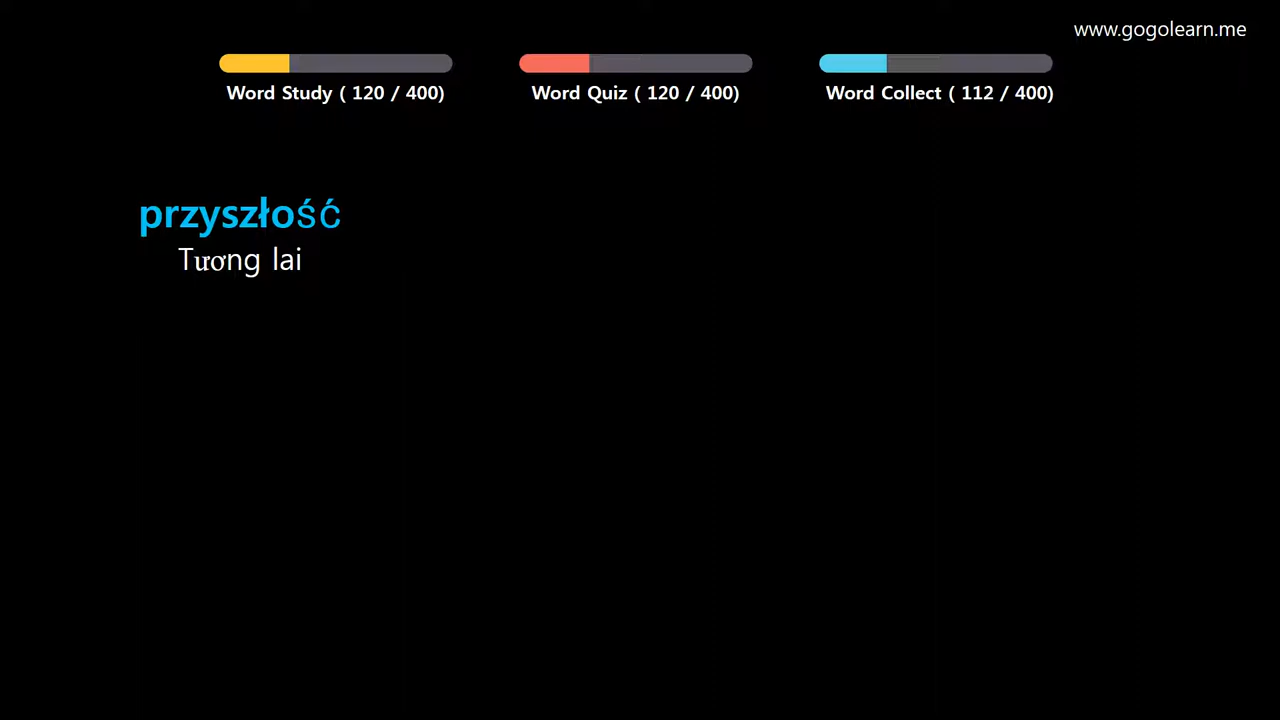 www.gogolearn.me
Word Study ( 120 / 400)
Word Quiz ( 120 / 400)
Word Collect ( 112 / 400)
przyszłość
Tương lai